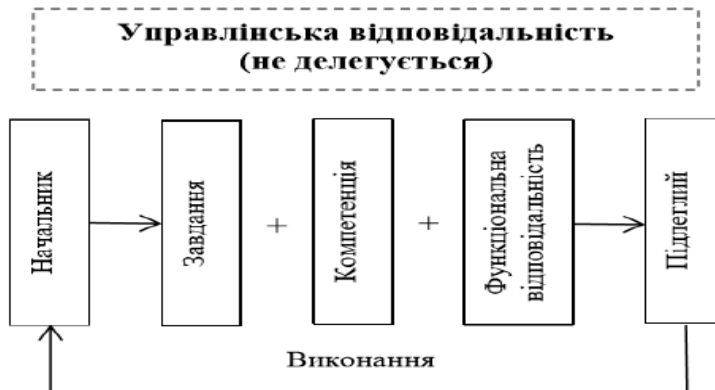 Управлінська відповідальність
(не делегується)
Начальник
Завдання
+
Компетенція
+
Функціональна
відповідальність
Підлеглий
Виконання